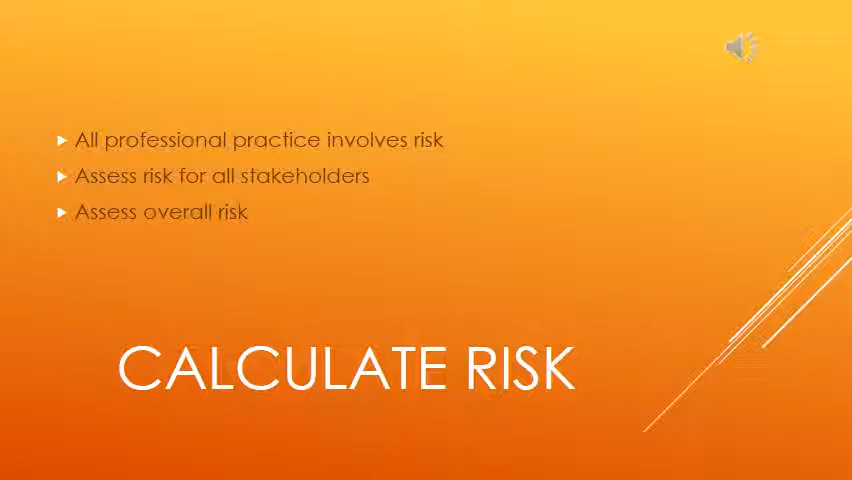 All professional practice involves risk
Assess risk for all stakeholders
Assess overall risk
CALCULATE RISK